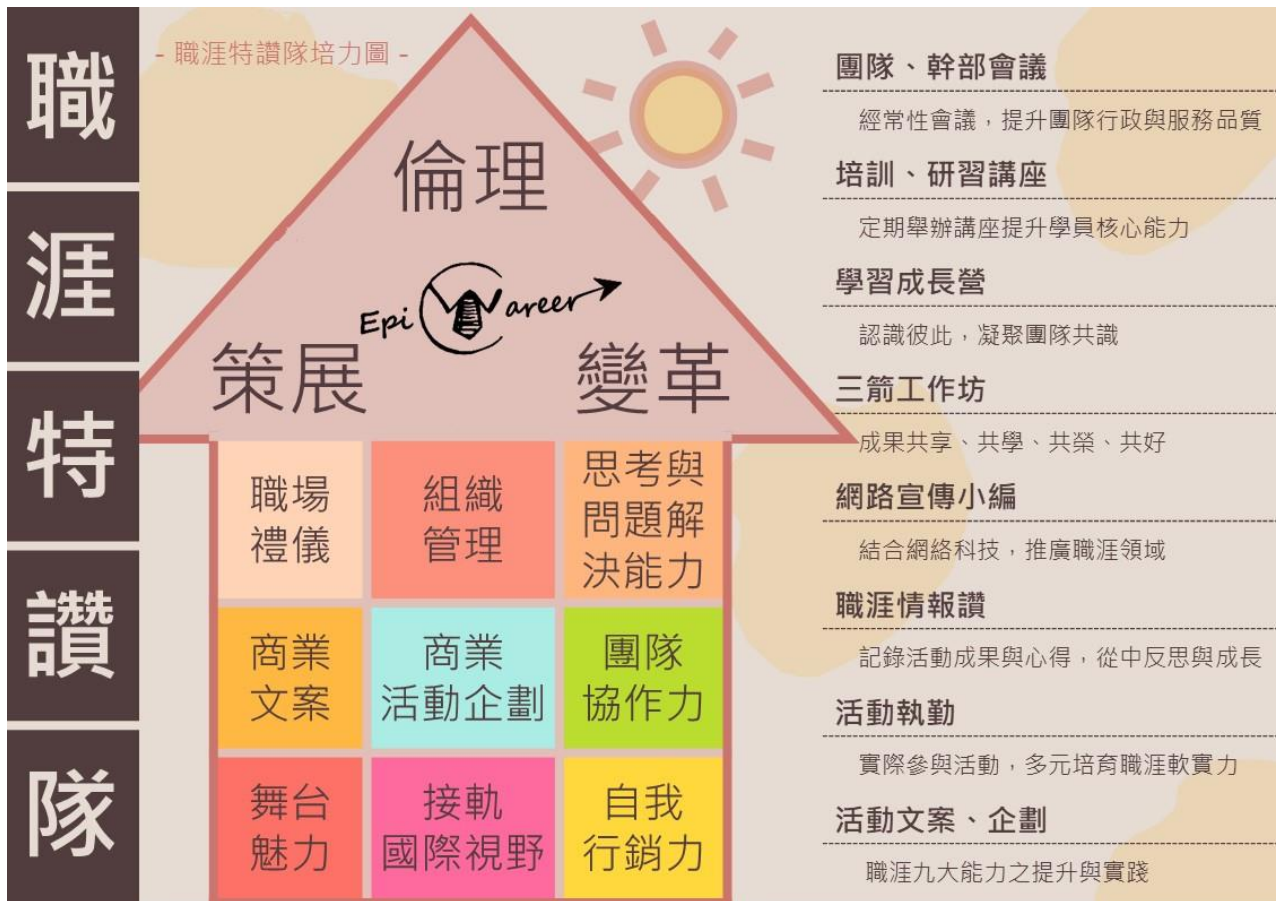 職
涯
特
讚
隊
- 職涯特讚隊培力圖 -
倫理
Epi Career
策展
變革
職場
禮儀
組織
管理
思考與
問題解
決能力
商業
文案
商業
活動企劃
團隊
協作力
舞台
魅力
接軌
國際視野
自我
行銷力
團隊、幹部會議
經常性會議，提升團隊行政與服務品質
培訓、研習講座
定期舉辦講座提升學員核心能力
學習成長營
認識彼此，凝聚團隊共識
三箭工作坊
成果共享、共學、共榮、共好
網路宣傳小編
結合網絡科技，推廣職涯領域
職涯情報讚
記錄活動成果與心得，從中反思與成長
活動執勤
實際參與活動，多元培育職涯軟實力
活動文案、企劃
職涯九大能力之提升與實踐